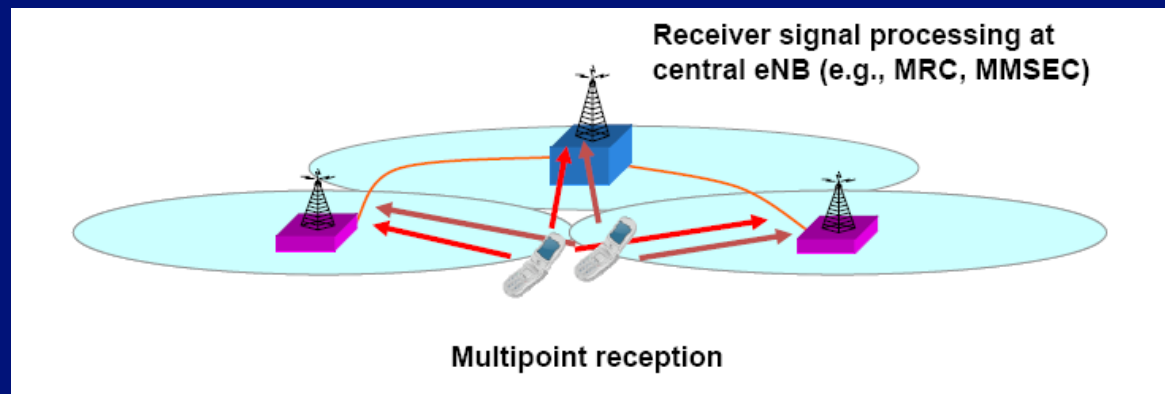 Receiver signal processing at
central eNB (e.g., MRC, MMSEC)
Multipoint reception